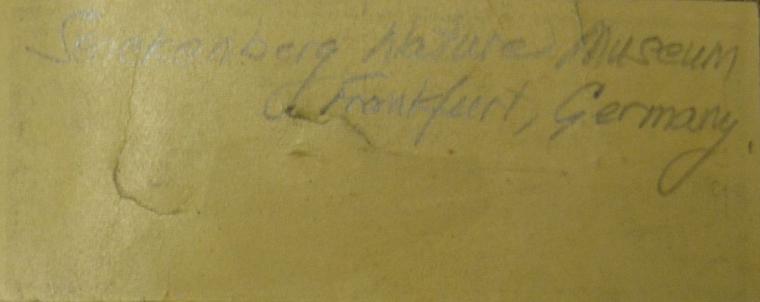 Senckenberg Nature Museum
Frankfurt, Germany.